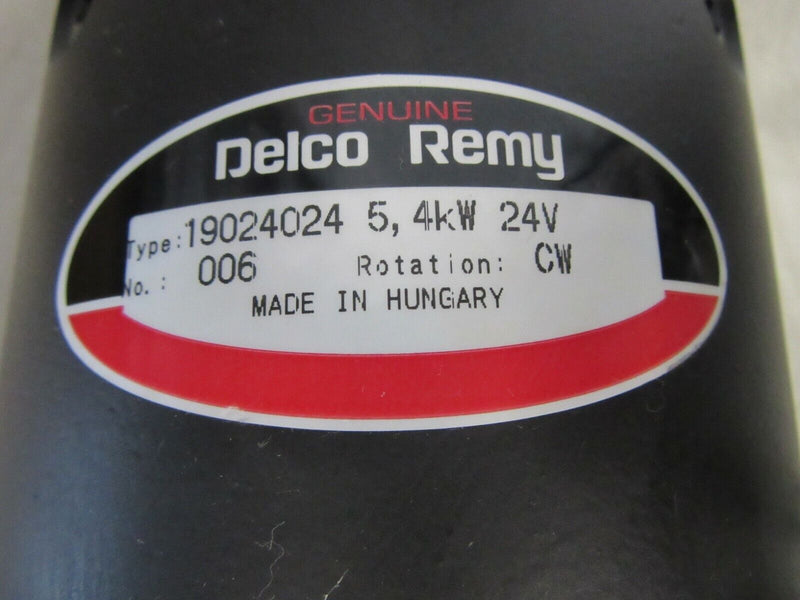 GENUINE
Delco Remy
Type: 19024024 5,4kW 24V
No.: 006 Rotation: CW
MADE IN HUNGARY